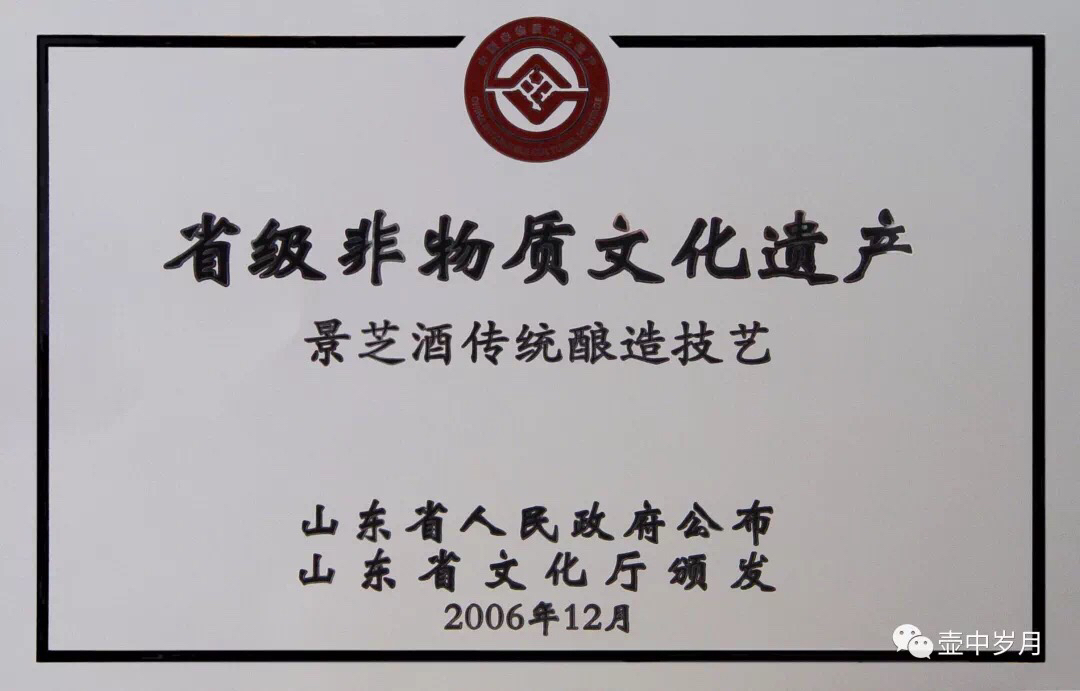 省级非物质文化遗产
景芝酒传统酿造技艺
山东省人民政府公布
山东省文化厅颁发
2006年12月
壶中岁月